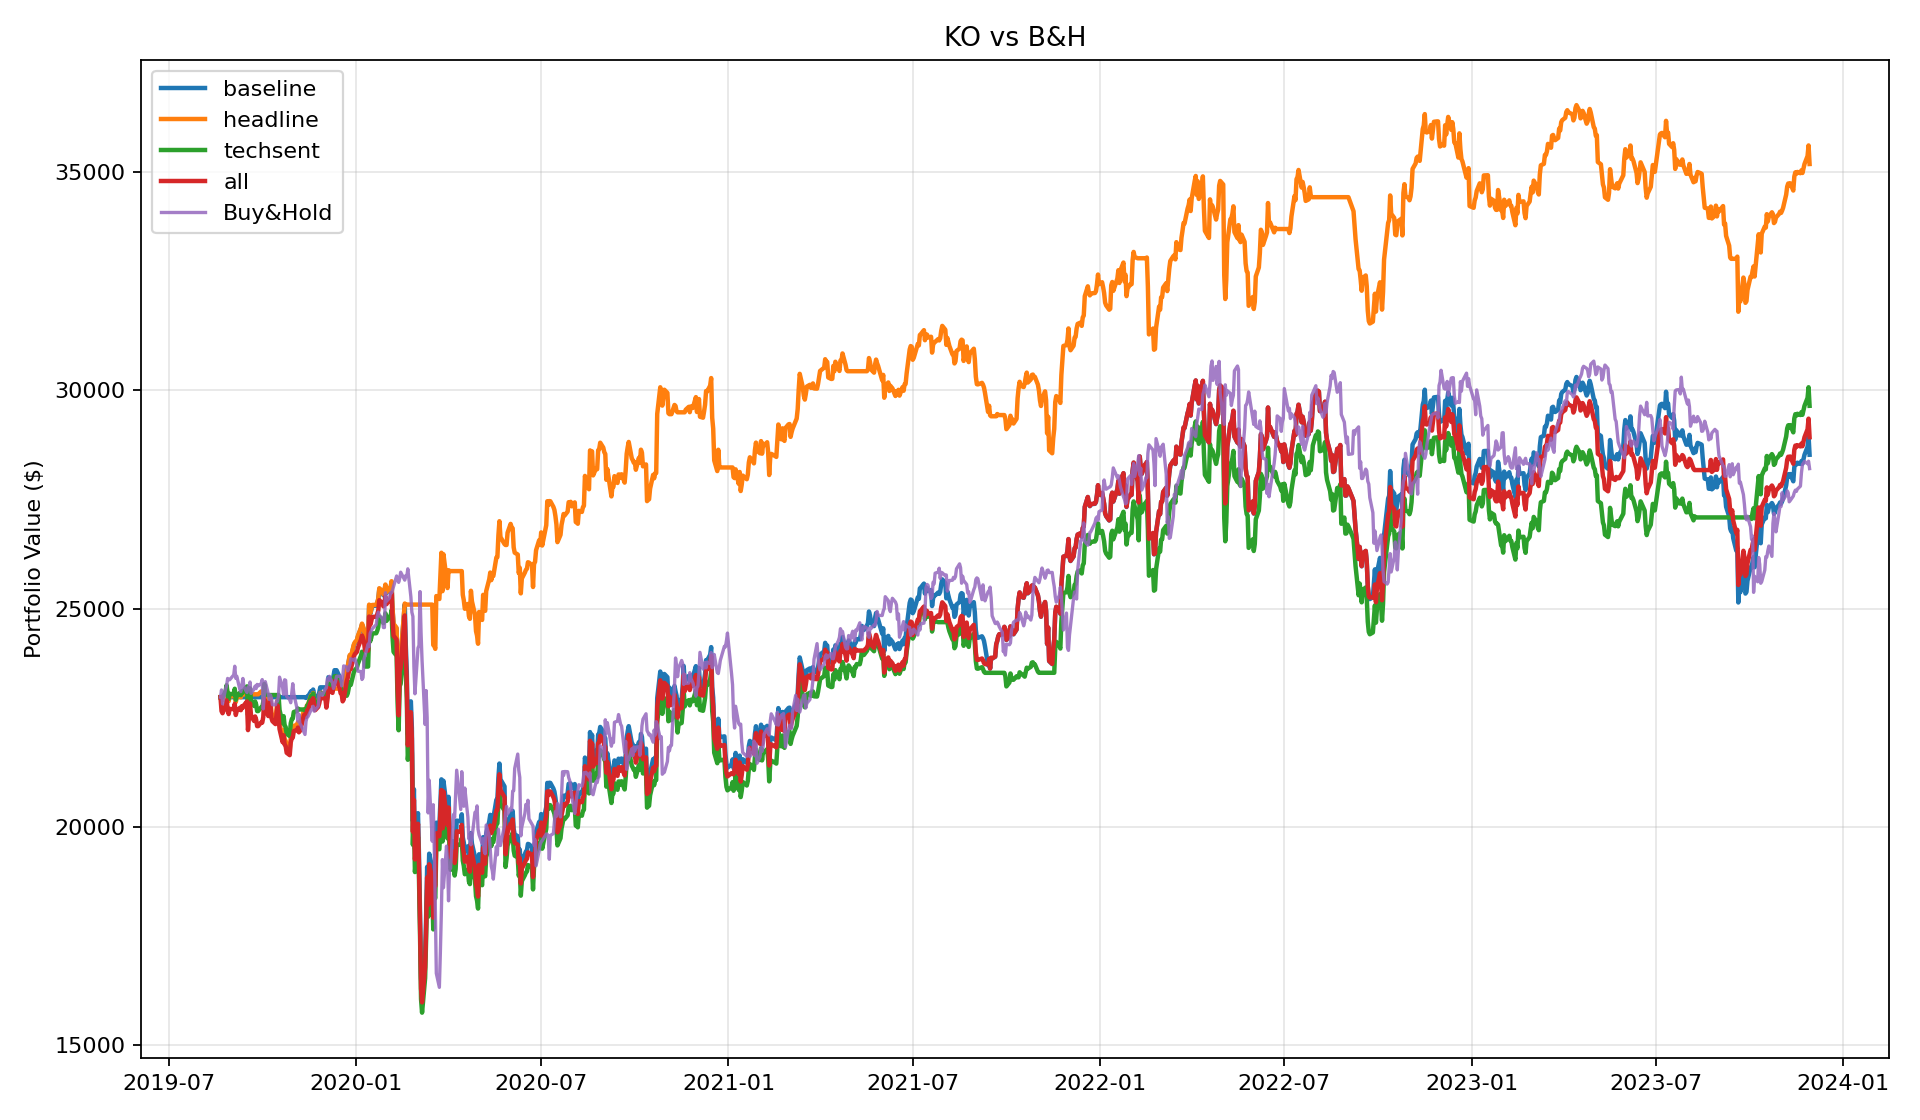 KO vs B&H
baseline
headline
techsent
all
Buy&Hold
Portfolio Value ($)
35000
30000
25000
20000
15000
2019-07
2020-01
2020-07
2021-01
2021-07
2022-01
2022-07
2023-01
2023-07
2024-01